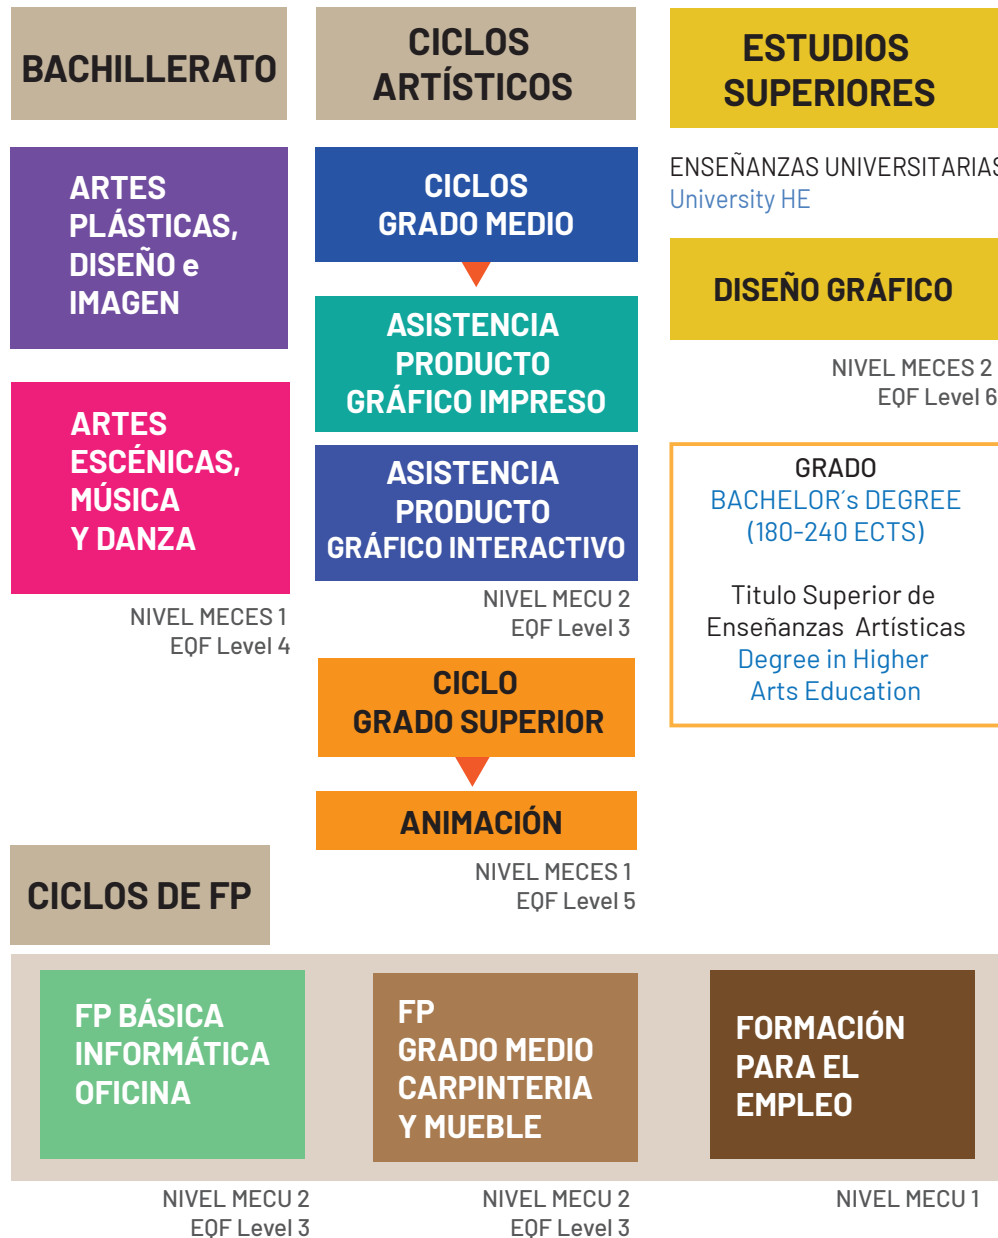 BACHILLERATO
ARTES
PLÁSTICAS,
DISEÑO e
IMAGEN
ARTES
ESCÉNICAS,
MÚSICA
Y DANZA
NIVEL MECES 1
EQF Level 4
CICLOS
ARTÍSTICOS
CICLOS
GRADO MEDIO
ASISTENCIA
PRODUCTO
GRÁFICO IMPRESO
ASISTENCIA
PRODUCTO
GRÁFICO INTERACTIVO
NIVEL MECU 2
EQF Level 3
CICLO
GRADO SUPERIOR
ANIMACIÓN
NIVEL MECES 1
EQF Level 5
ESTUDIOS
SUPERIORES
ENSEÑANZAS UNIVERSITARIAS
University HE
DISEÑO GRÁFICO
NIVEL MECES 2
EQF Level 6
GRADO
BACHELOR´s DEGREE
(180-240 ECTS)
Titulo Superior de
Enseñanzas Artísticas
Degree in Higher
Arts Education
CICLOS DE FP
FP BÁSICA
INFORMÁTICA
OFICINA
NIVEL MECU 2
EQF Level 3
FP
GRADO MEDIO
CARPINTERIA
Y MUEBLE
NIVEL MECU 2
EQF Level 3
FORMACIÓN
PARA EL
EMPLEO
NIVEL MECU 1